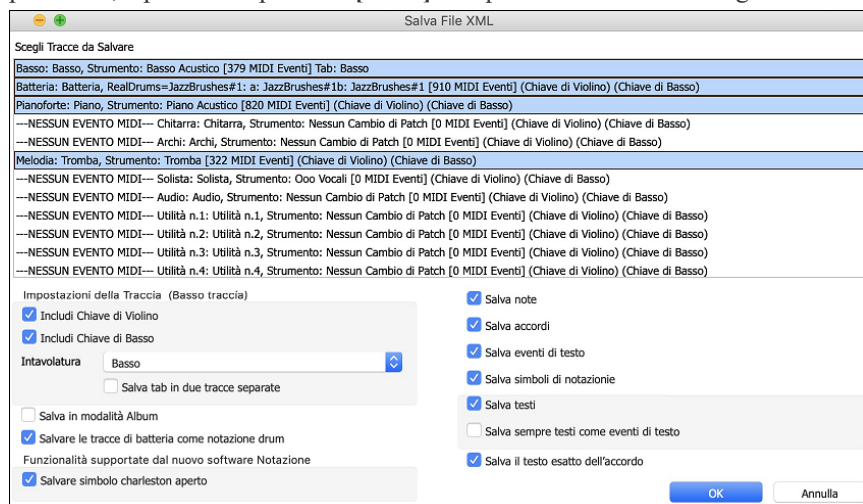 Salva File XML
Scegli Tracce da Salvare
Basso: Basso, Strumento: Basso Acustico [379 MIDI Eventi] Tab: Basso
Batteria: Batteria, RealDrums=JazzBrushes#1: a: JazzBrushes#1b: JazzBrushes#1 [910 MIDI Eventi] (Chiave di Violino) (Chiave di Basso)
Pianoforte: Piano, Strumento: Piano Acustico [820 MIDI Eventi] (Chiave di Violino) (Chiave di Basso)
---NESSUN EVENTO MIDI--- Chitarra: Chitarra, Strumento: Nessun Cambio di Patch [0 MIDI Eventi] (Chiave di Violino) (Chiave di Basso)
---NESSUN EVENTO MIDI--- Archi: Archi, Strumento: Nessun Cambio di Patch [0 MIDI Eventi] (Chiave di Violino) (Chiave di Basso)
Melodia: Tromba, Strumento: Tromba [322 MIDI Eventi] (Chiave di Violino) (Chiave di Basso)
---NESSUN EVENTO MIDI--- Solista: Solista, Strumento: Ooo Vocali [0 MIDI Eventi] (Chiave di Violino) (Chiave di Basso)
---NESSUN EVENTO MIDI--- Audio: Audio, Strumento: Nessun Cambio di Patch [0 MIDI Eventi] (Chiave di Violino) (Chiave di Basso)
---NESSUN EVENTO MIDI--- Utilità n.1: Utilità n.1, Strumento: Nessun Cambio di Patch [0 MIDI Eventi] (Chiave di Violino) (Chiave di Basso)
---NESSUN EVENTO MIDI--- Utilità n.2: Utilità n.2, Strumento: Nessun Cambio di Patch [0 MIDI Eventi] (Chiave di Violino) (Chiave di Basso)
---NESSUN EVENTO MIDI--- Utilità n.3: Utilità n.3, Strumento: Nessun Cambio di Patch [0 MIDI Eventi] (Chiave di Violino) (Chiave di Basso)
---NESSUN EVENTO MIDI--- Utilità n.4: Utilità n.4, Strumento: Nessun Cambio di Patch [0 MIDI Eventi] (Chiave di Violino) (Chiave di Basso)
Impostazioni della Traccia (Basso traccia)
Includi Chiave di Violino
Includi Chiave di Basso
Intavolatura Basso
Salva tab in due tracce separate
Salva in modalità Album
Salvare le tracce di batteria come notazione drum
Funzionalità supportate dal nuovo software Notazione
Salvare simbolo charleston aperto
Salva note
Salva accordi
Salva eventi di testo
Salva simboli di notazionie
Salva testi
Salva sempre testi come eventi di testo
Salva il testo esatto dell'accordo
OK Annulla